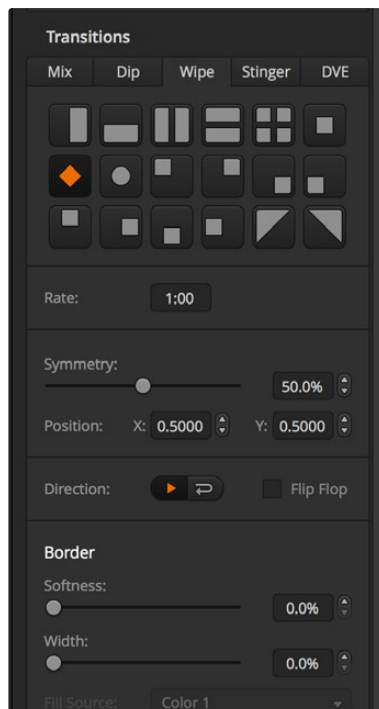 Transitions
Mix Dip Wipe Stinger DVE
Rate: 1:00
Symmetry:
50.0%
Position: X: 0.5000 Y: 0.5000
Direction: Flip Flop
Border
Softness:
0.0%
Width:
0.0%
Fill Source: Color 1